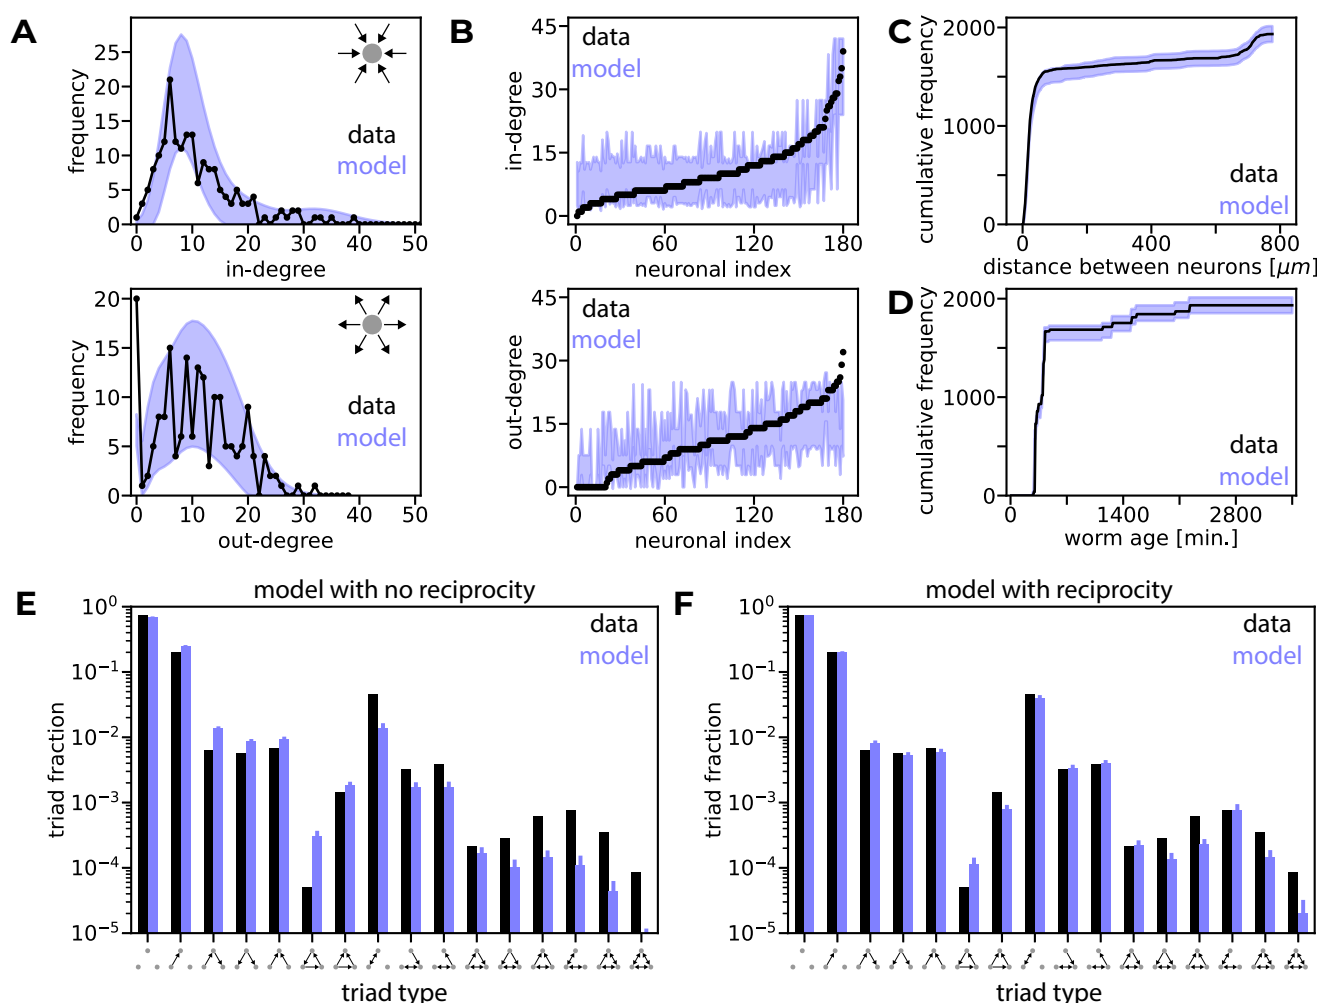 A
25
20
15
10
5
0
frequency
data
model
0 10 20 30 40 50
in-degree
20
15
10
5
0
frequency
data
model
0 10 20 30 40 50
out-degree
B
45
30
15
0
in-degree
data
model
1 60 120 180
neuronal index
45
30
15
0
out-degree
data
model
1 60 120 180
neuronal index
C
2000
1000
0
cumulative frequency
data
model
0 400 800
distance between neurons [μm]
D
2000
1000
0
cumulative frequency
data
model
0 1400 2800
worm age [min.]
E
model with no reciprocity
data
model
10⁰
10⁻¹
10⁻²
10⁻³
10⁻⁴
10⁻⁵
triad fraction
triad type
F
model with reciprocity
data
model
10⁰
10⁻¹
10⁻²
10⁻³
10⁻⁴
10⁻⁵
triad fraction
triad type